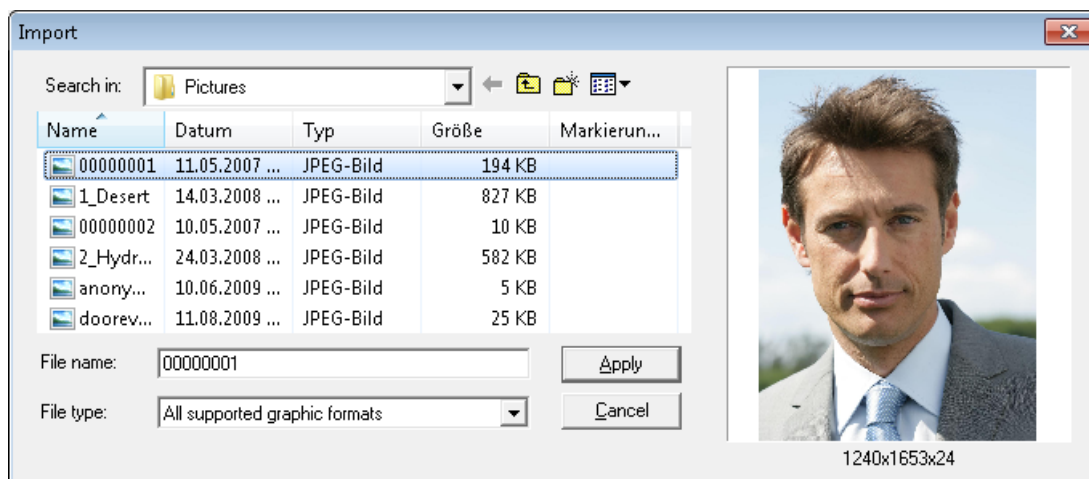 Import
Search in: Pictures
Name Datum Typ Größe Markierun...
00000001 11.05.2007 ... JPEG-Bild 194 KB
1_Desert 14.03.2008 ... JPEG-Bild 827 KB
00000002 10.05.2007 ... JPEG-Bild 10 KB
2_Hydr... 24.03.2008 ... JPEG-Bild 582 KB
anony... 10.06.2009 ... JPEG-Bild 5 KB
doorev... 11.08.2009 ... JPEG-Bild 25 KB
File name: 00000001 Apply
File type: All supported graphic formats Cancel
1240x1653x24